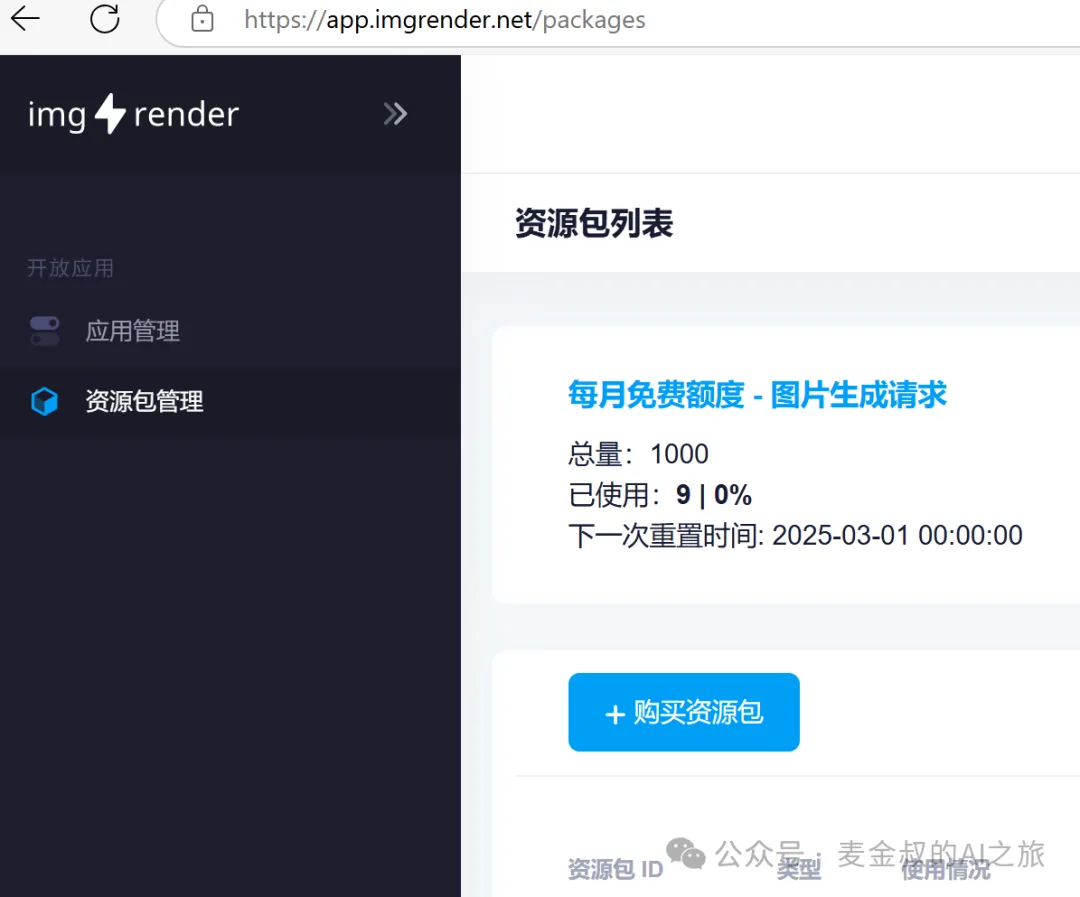 https://app.imgrender.net/packages
img render
资源包列表
开放应用
应用管理
资源包管理
每月免费额度 - 图片生成请求
总量：1000
已使用：9 | 0%
下一次重置时间: 2025-03-01 00:00:00
+ 购买资源包
资源包 ID 类型 使用情况
公众号：麦金叔的AI之旅